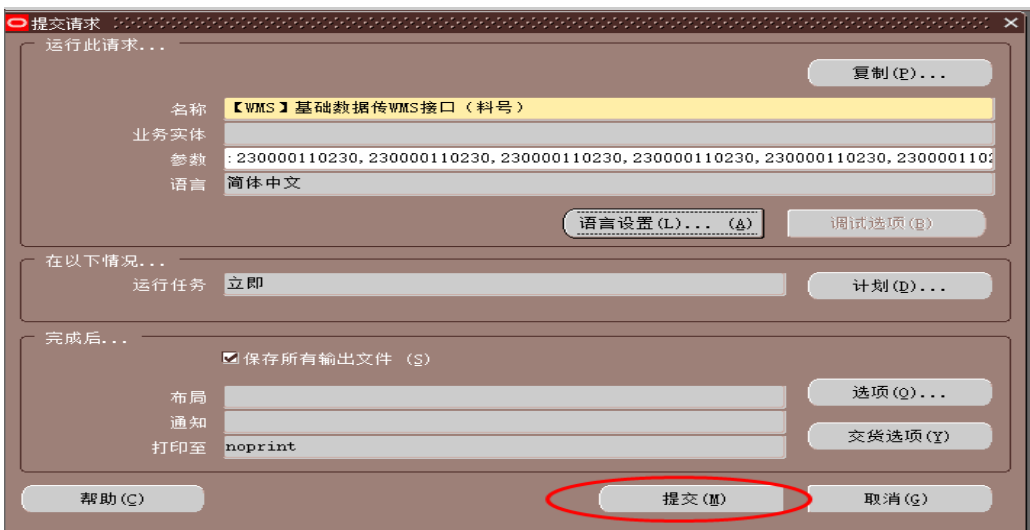 提交请求
运行此请求...
复制(P)...
名称 【WMS】基础数据传WMS接口（料号）
业务实体
参数 :230000110230,230000110230,230000110230,230000110230,230000110230,230000110
语言 简体中文
语言设置(L)... (A) 调试选项(B)
在以下情况...
运行任务 立即 计划(D)...
完成后...
保存所有输出文件 (S)
布局 选项(O)...
通知
打印至 noprint 交货选项(Y)
帮助(C) 提交(M) 取消(G)